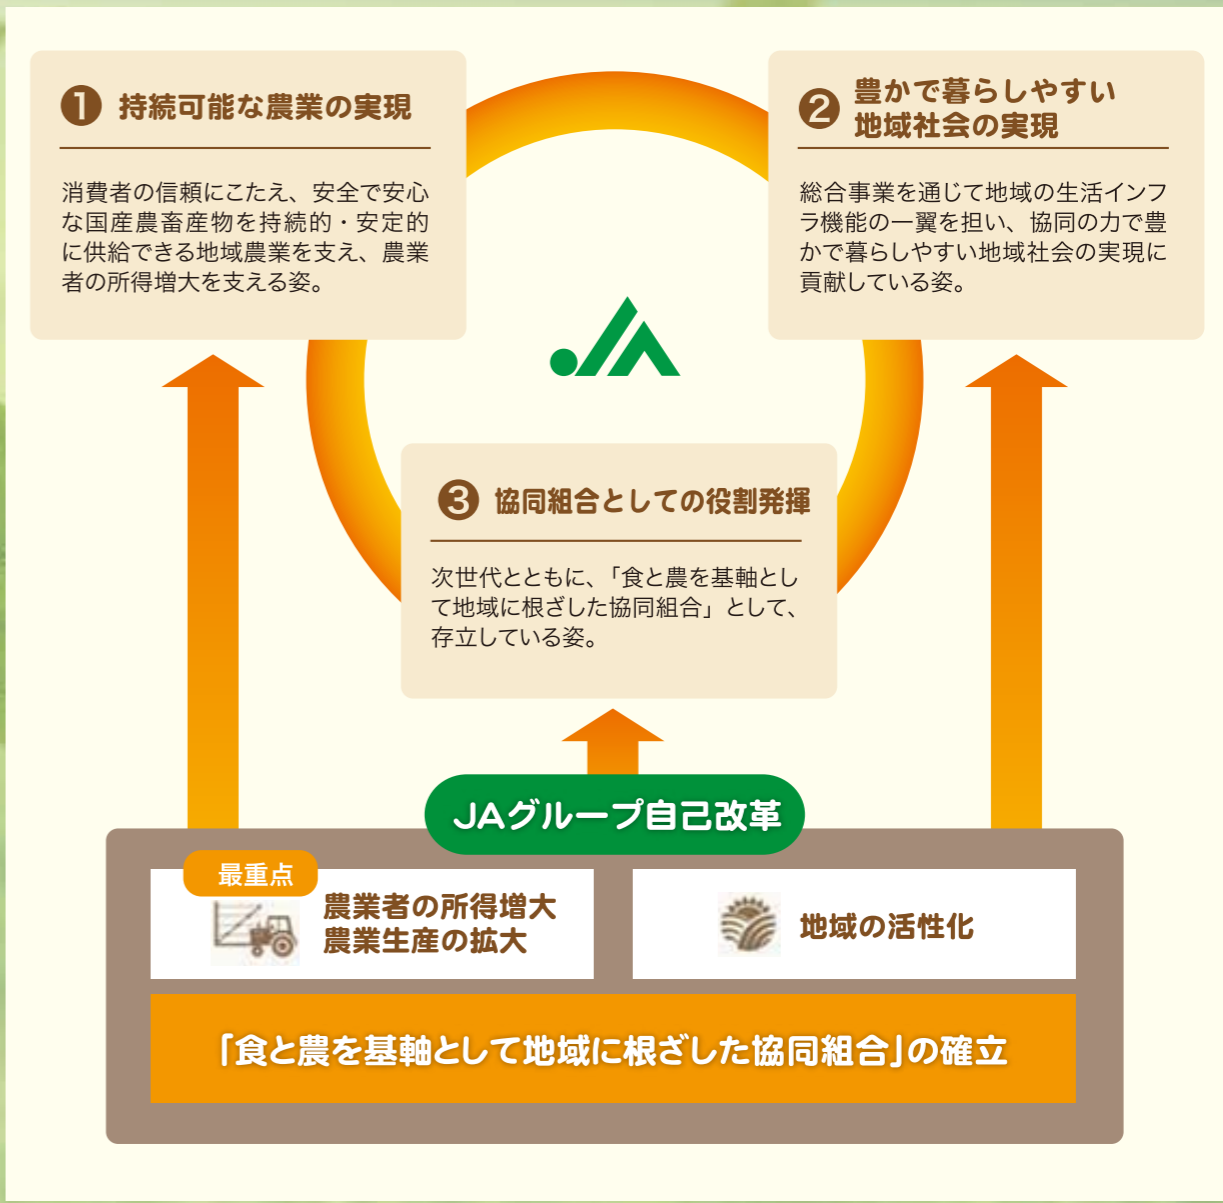 ❶ 持続可能な農業の実現
消費者の信頼にこたえ、安全で安心
な国産農畜産物を持続的・安定的
に供給できる地域農業を支え、農業
者の所得増大を支える姿。
❷ 豊かで暮らしやすい
地域社会の実現
総合事業を通じて地域の生活インフ
ラ機能の一翼を担い、協同の力で豊
かで暮らしやすい地域社会の実現に
貢献している姿。
JA
❸ 協同組合としての役割発揮
次世代とともに、「食と農を基軸とし
て地域に根ざした協同組合」として、
存立している姿。
JAグループ自己改革
最重点
農業者の所得増大
農業生産の拡大
地域の活性化
「食と農を基軸として地域に根ざした協同組合」の確立